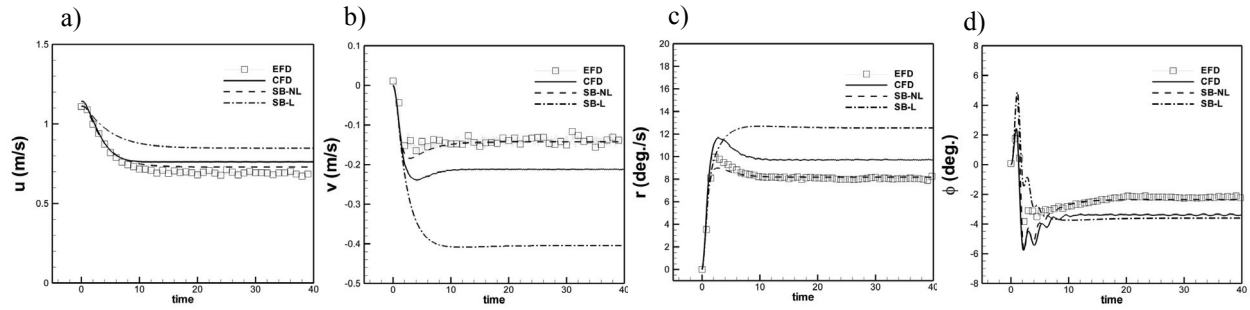 a)
1.5
1
0.5
0
u (m/s)
0
10
20
30
40
time
EFD
CFD
SB-NL
SB-L
b)
0.1
0
-0.1
-0.2
-0.3
-0.4
-0.5
v (m/s)
0
10
20
30
40
time
EFD
CFD
SB-NL
SB-L
c)
20
18
16
14
12
10
8
6
4
2
0
r (deg./s)
0
10
20
30
40
time
EFD
CFD
SB-NL
SB-L
d)
8
6
4
2
0
-2
-4
-6
-8
ϕ (deg.)
0
10
20
30
40
time
EFD
CFD
SB-NL
SB-L